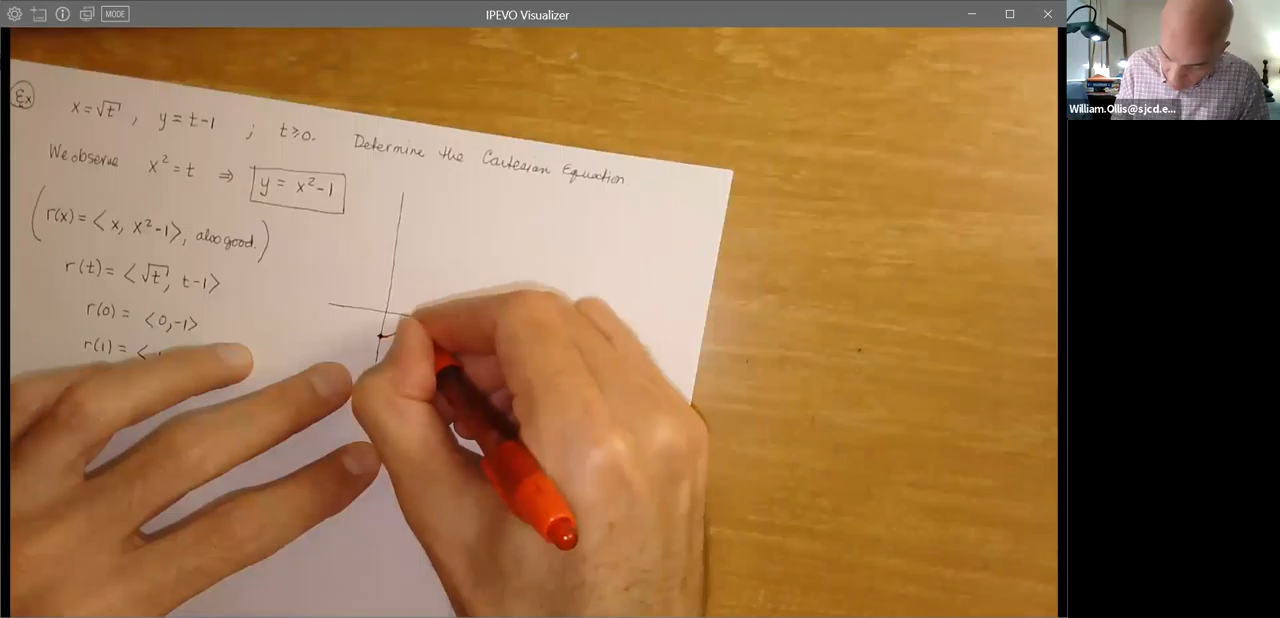 MODE
IPEVO Visualizer
William.Ollis@sjcd.e...
Ex x = √t , y = t-1 ; t ≥ 0. Determine the Cartesian Equation
We observe x² = t ⇒ y = x²-1
(r(x) = <x, x²-1>, also good.)
r(t) = <√t, t-1>
r(0) = <0,-1>
r(1) = <